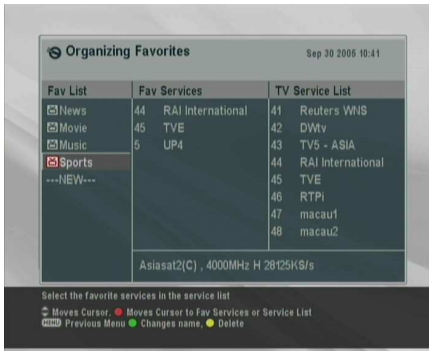 Organizing Favorites
Sep 30 2005 10:41
Fav List
Fav Services
TV Service List
News
Movie
Music
Sports
---NEW---
44 RAI International
45 TVE
5 UP4
41 Reuters WNS
42 DWtv
43 TV5 - ASIA
44 RAI International
45 TVE
46 RTPi
47 macau1
48 macau2
Asiasat2(C) , 4000MHz H 28125KS/s
Select the favorite services in the service list
Moves Cursor. Moves Cursor to Fav Services or Service List
MENU Previous Menu Changes name, Delete